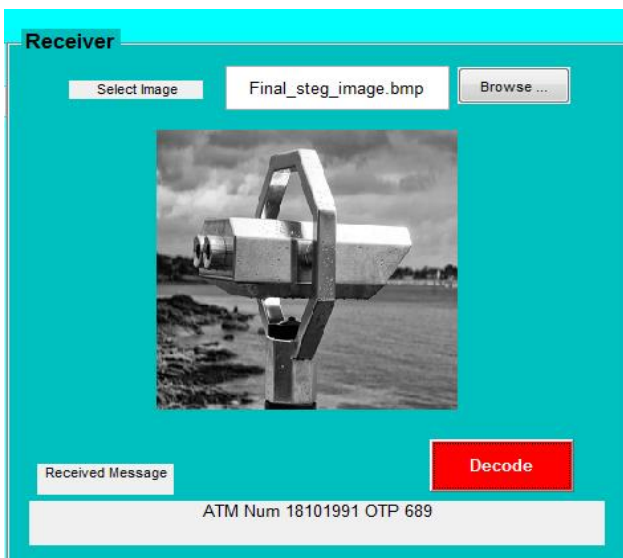 Receiver
Select Image
Final_steg_image.bmp
Browse ...
Decode
Received Message
ATM Num 18101991 OTP 689